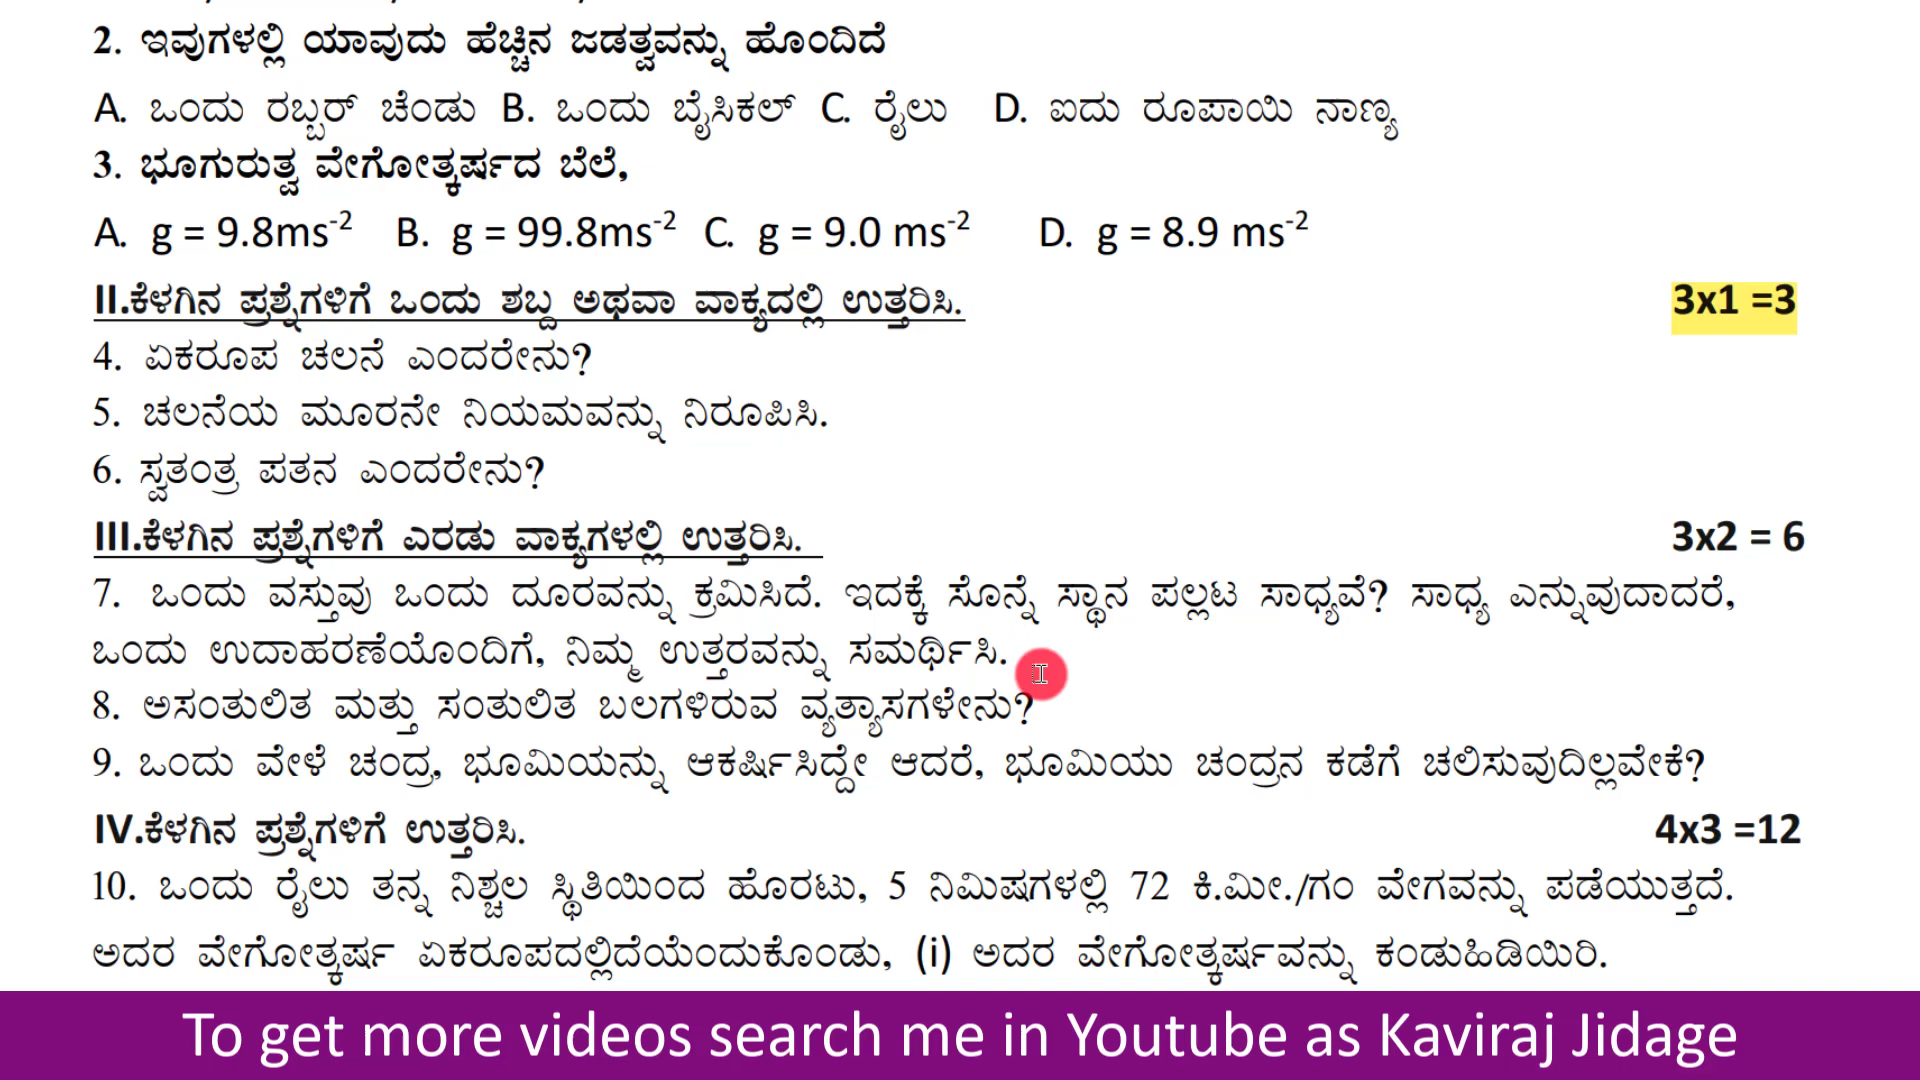 2. ಇವುಗಳಲ್ಲಿ ಯಾವುದು ಹೆಚ್ಚಿನ ಜಡತ್ವವನ್ನು ಹೊಂದಿದೆ
A. ಒಂದು ರಬ್ಬರ್ ಚೆಂಡು B. ಒಂದು ಬೈಸಿಕಲ್ C. ರೈಲು D. ಐದು ರೂಪಾಯಿ ನಾಣ್ಯ
3. ಭೂಗುರುತ್ವ ವೇಗೋತ್ಕರ್ಷದ ಬೆಲೆ,
A. g = 9.8ms⁻² B. g = 99.8ms⁻² C. g = 9.0 ms⁻² D. g = 8.9 ms⁻²
II.ಕೆಳಗಿನ ಪ್ರಶ್ನೆಗಳಿಗೆ ಒಂದು ಶಬ್ದ ಅಥವಾ ವಾಕ್ಯದಲ್ಲಿ ಉತ್ತರಿಸಿ. 3x1 =3
4. ಏಕರೂಪ ಚಲನೆ ಎಂದರೇನು?
5. ಚಲನೆಯ ಮೂರನೇ ನಿಯಮವನ್ನು ನಿರೂಪಿಸಿ.
6. ಸ್ವತಂತ್ರ ಪತನ ಎಂದರೇನು?
III.ಕೆಳಗಿನ ಪ್ರಶ್ನೆಗಳಿಗೆ ಎರಡು ವಾಕ್ಯಗಳಲ್ಲಿ ಉತ್ತರಿಸಿ. 3x2 = 6
7. ಒಂದು ವಸ್ತುವು ಒಂದು ದೂರವನ್ನು ಕ್ರಮಿಸಿದೆ. ಇದಕ್ಕೆ ಸೊನ್ನೆ ಸ್ಥಾನ ಪಲ್ಲಟ ಸಾಧ್ಯವೆ? ಸಾಧ್ಯ ಎನ್ನುವುದಾದರೆ,
ಒಂದು ಉದಾಹರಣೆಯೊಂದಿಗೆ, ನಿಮ್ಮ ಉತ್ತರವನ್ನು ಸಮರ್ಥಿಸಿ.
8. ಅಸಂತುಲಿತ ಮತ್ತು ಸಂತುಲಿತ ಬಲಗಳಿರುವ ವ್ಯತ್ಯಾಸಗಳೇನು?
9. ಒಂದು ವೇಳೆ ಚಂದ್ರ, ಭೂಮಿಯನ್ನು ಆಕರ್ಷಿಸಿದ್ದೇ ಆದರೆ, ಭೂಮಿಯು ಚಂದ್ರನ ಕಡೆಗೆ ಚಲಿಸುವುದಿಲ್ಲವೇಕೆ?
IV.ಕೆಳಗಿನ ಪ್ರಶ್ನೆಗಳಿಗೆ ಉತ್ತರಿಸಿ. 4x3 =12
10. ಒಂದು ರೈಲು ತನ್ನ ನಿಶ್ಚಲ ಸ್ಥಿತಿಯಿಂದ ಹೊರಟು, 5 ನಿಮಿಷಗಳಲ್ಲಿ 72 ಕಿ.ಮೀ./ಗಂ ವೇಗವನ್ನು ಪಡೆಯುತ್ತದೆ.
ಅದರ ವೇಗೋತ್ಕರ್ಷ ಏಕರೂಪದಲ್ಲಿದೆಯೆಂದುಕೊಂಡು, (i) ಅದರ ವೇಗೋತ್ಕರ್ಷವನ್ನು ಕಂಡುಹಿಡಿಯಿರಿ.
To get more videos search me in Youtube as Kaviraj Jidage